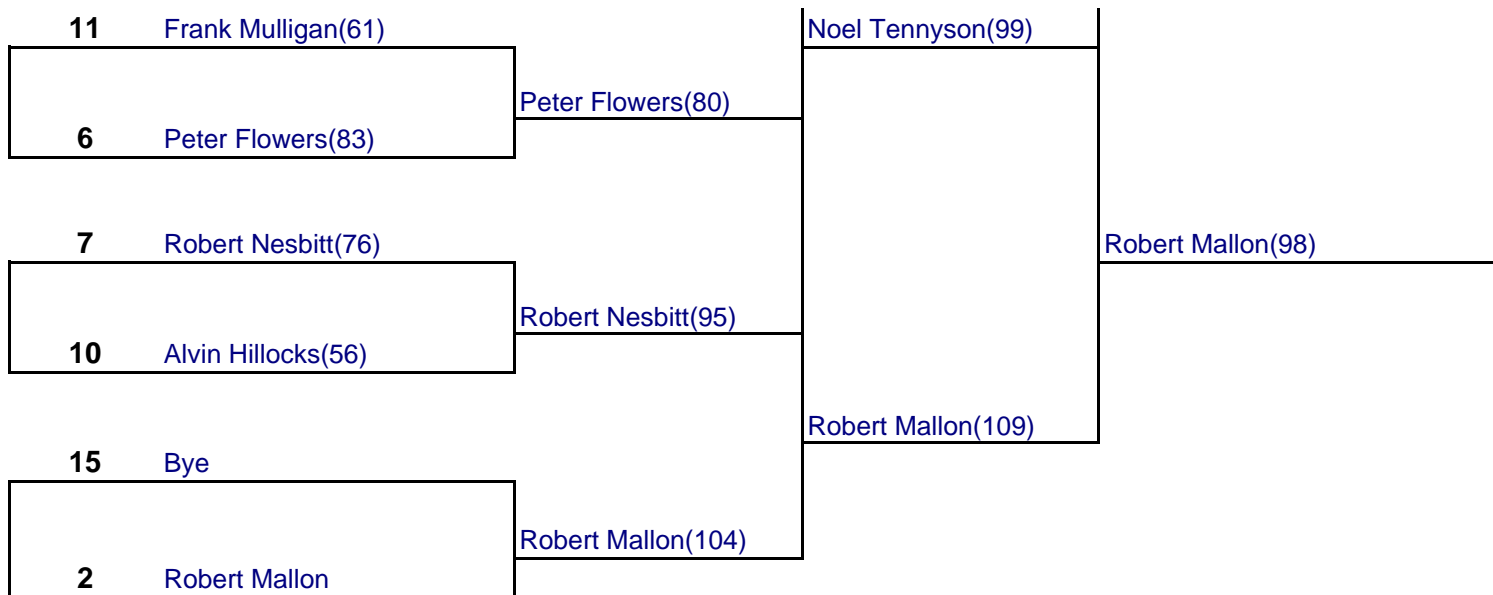 11 Frank Mulligan(61)
Noel Tennyson(99)
Peter Flowers(80)
6 Peter Flowers(83)
7 Robert Nesbitt(76)
Robert Mallon(98)
Robert Nesbitt(95)
10 Alvin Hillocks(56)
Robert Mallon(109)
15 Bye
Robert Mallon(104)
2 Robert Mallon